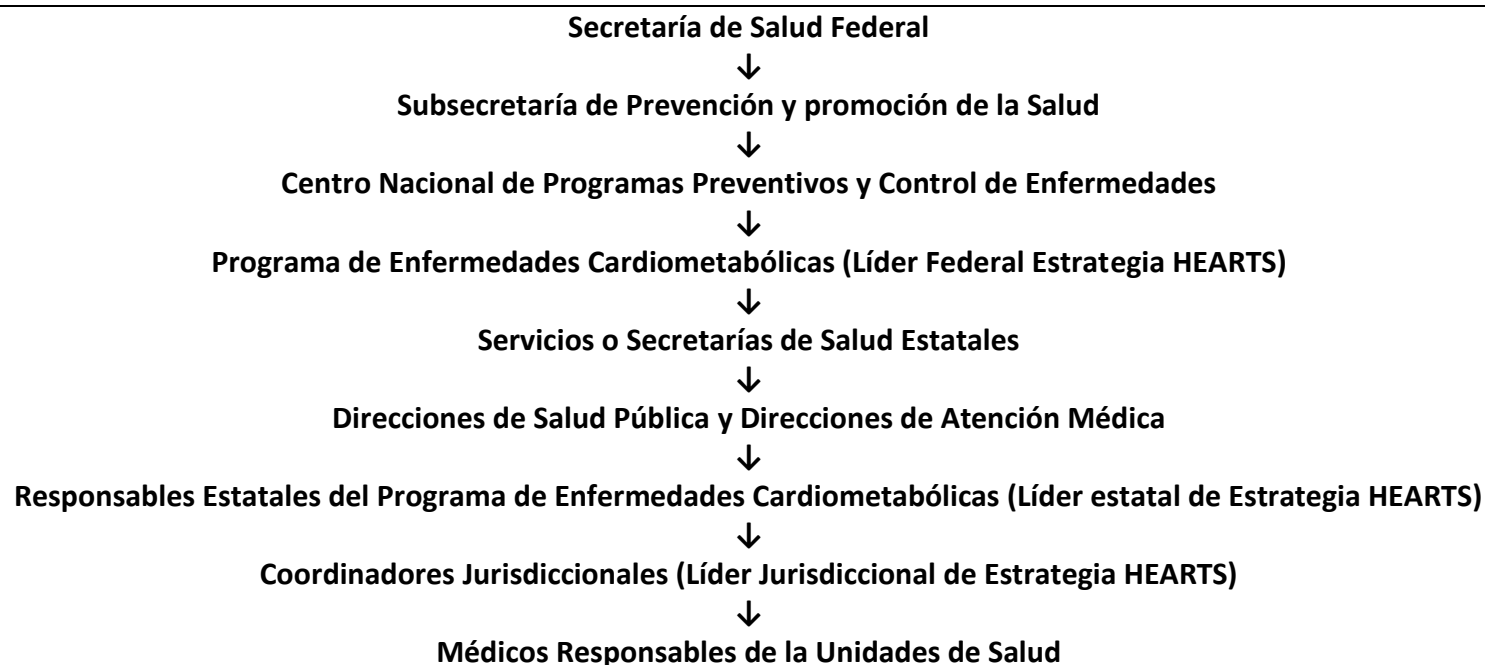 Secretaría de Salud Federal
↓
Subsecretaría de Prevención y promoción de la Salud
↓
Centro Nacional de Programas Preventivos y Control de Enfermedades
↓
Programa de Enfermedades Cardiometabólicas (Líder Federal Estrategia HEARTS)
↓
Servicios o Secretarías de Salud Estatales
↓
Direcciones de Salud Pública y Direcciones de Atención Médica
↓
Responsables Estatales del Programa de Enfermedades Cardiometabólicas (Líder estatal de Estrategia HEARTS)
↓
Coordinadores Jurisdiccionales (Líder Jurisdiccional de Estrategia HEARTS)
↓
Médicos Responsables de la Unidades de Salud